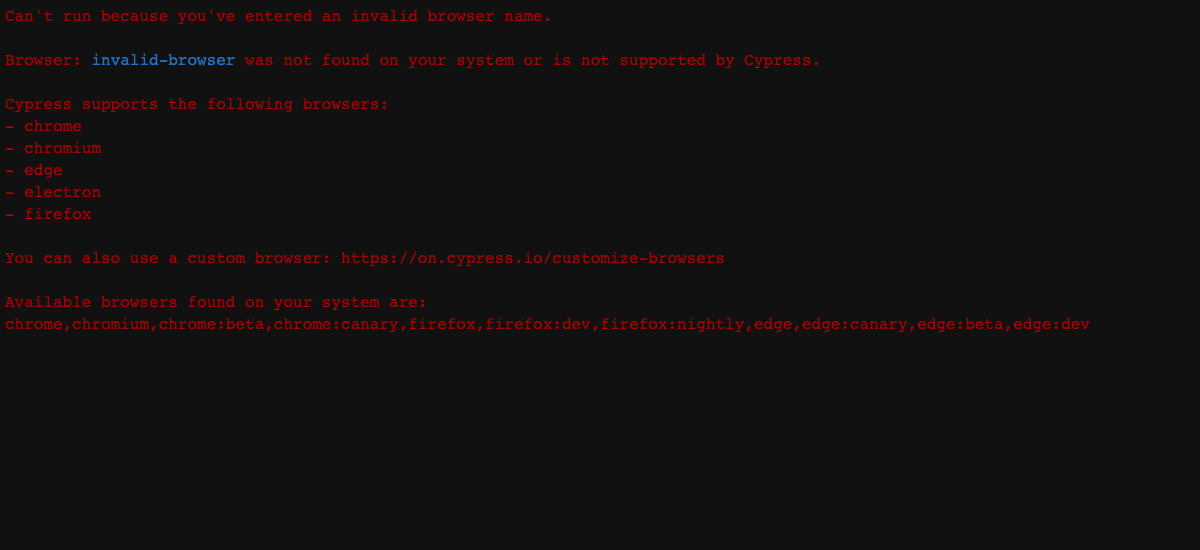 Can't run because you've entered an invalid browser name.
Browser: invalid-browser was not found on your system or is not supported by Cypress.
Cypress supports the following browsers:
- chrome
- chromium
- edge
- electron
- firefox
You can also use a custom browser: https://on.cypress.io/customize-browsers
Available browsers found on your system are:
chrome,chromium,chrome:beta,chrome:canary,firefox,firefox:dev,firefox:nightly,edge,edge:canary,edge:beta,edge:dev